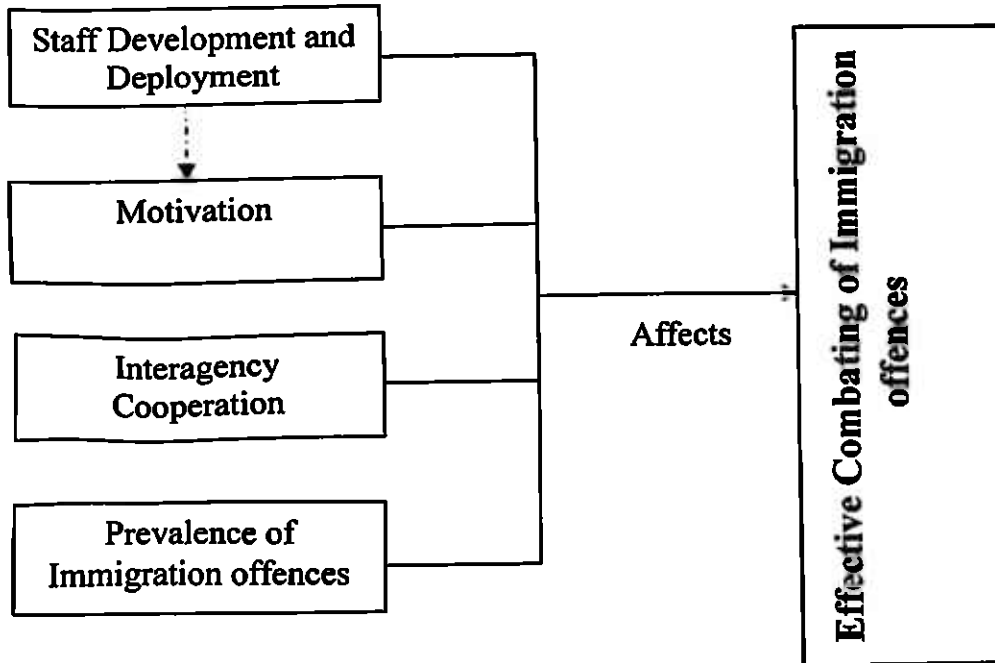 Staff Development and
Deployment
Motivation
Interagency
Cooperation
Prevalence of
Immigration offences
Affects
Effective Combating of Immigration
offences